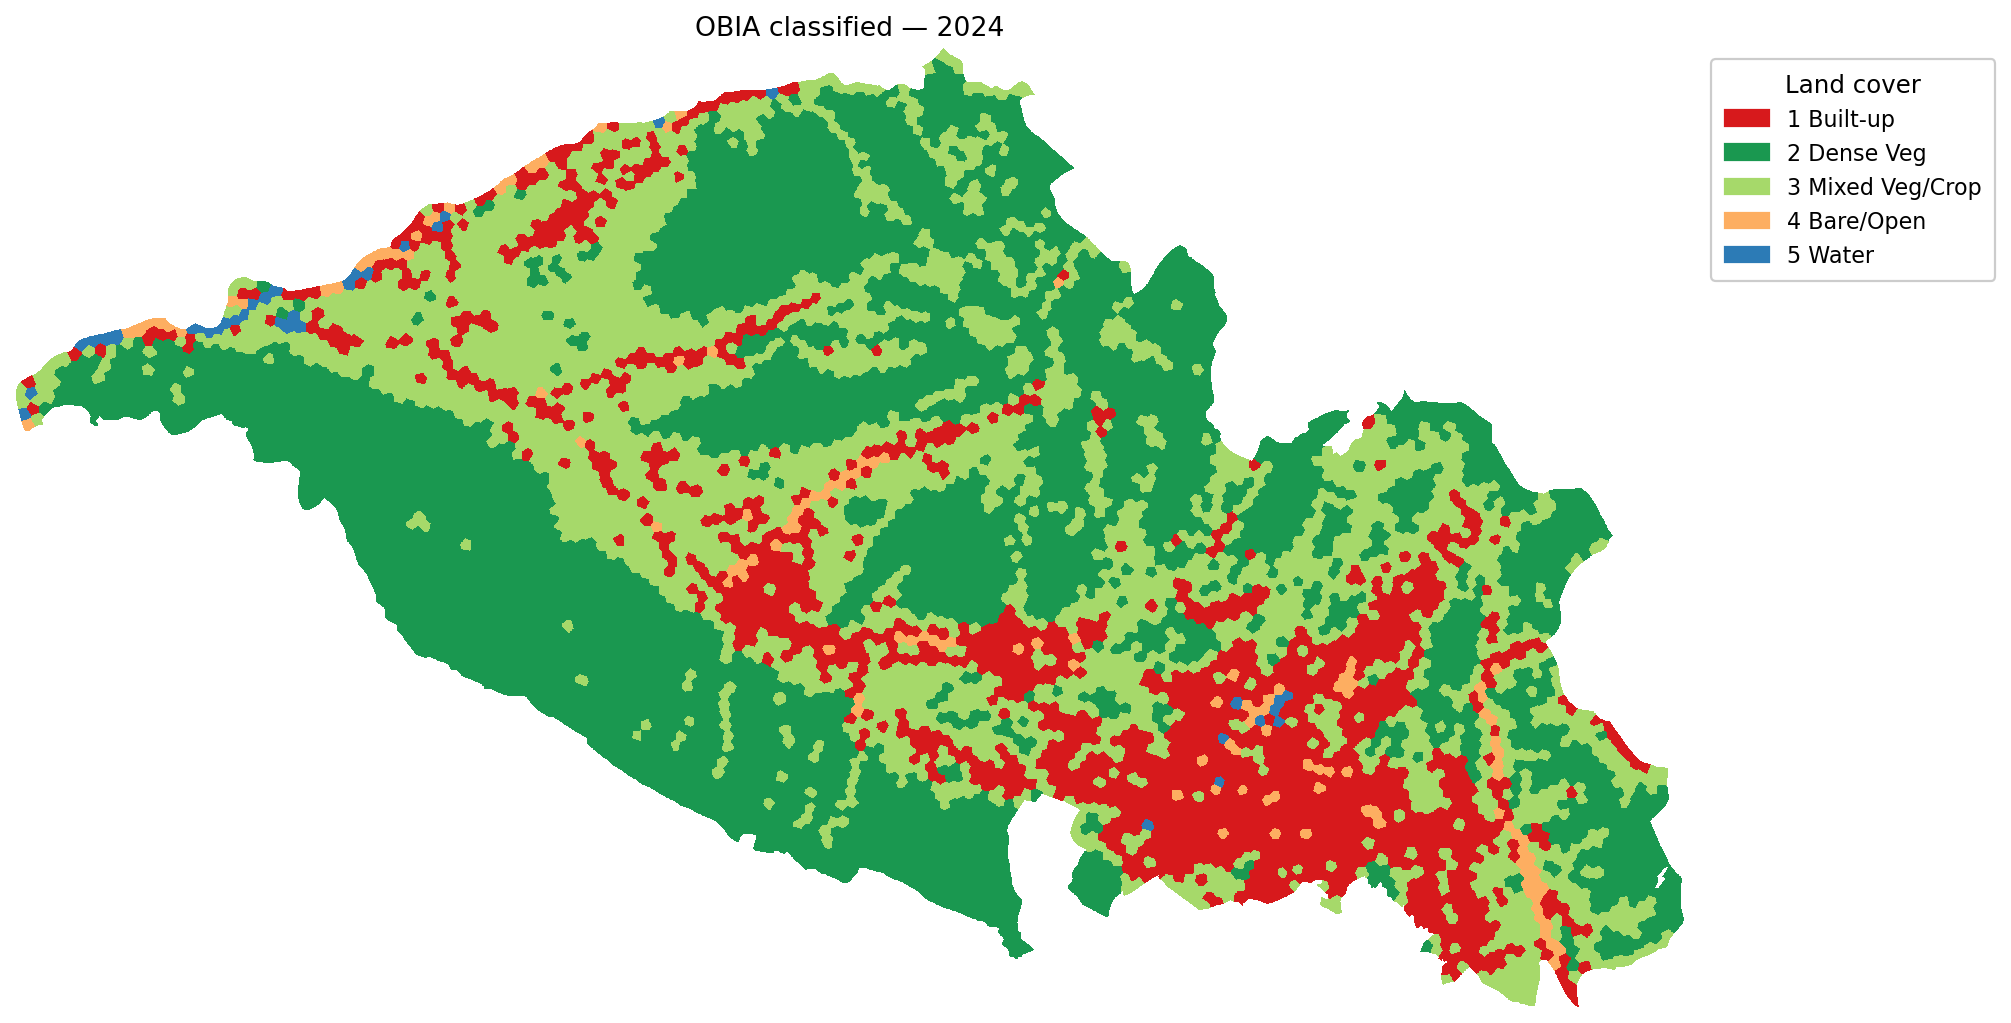 OBIA classified — 2024
Land cover
1 Built-up
2 Dense Veg
3 Mixed Veg/Crop
4 Bare/Open
5 Water